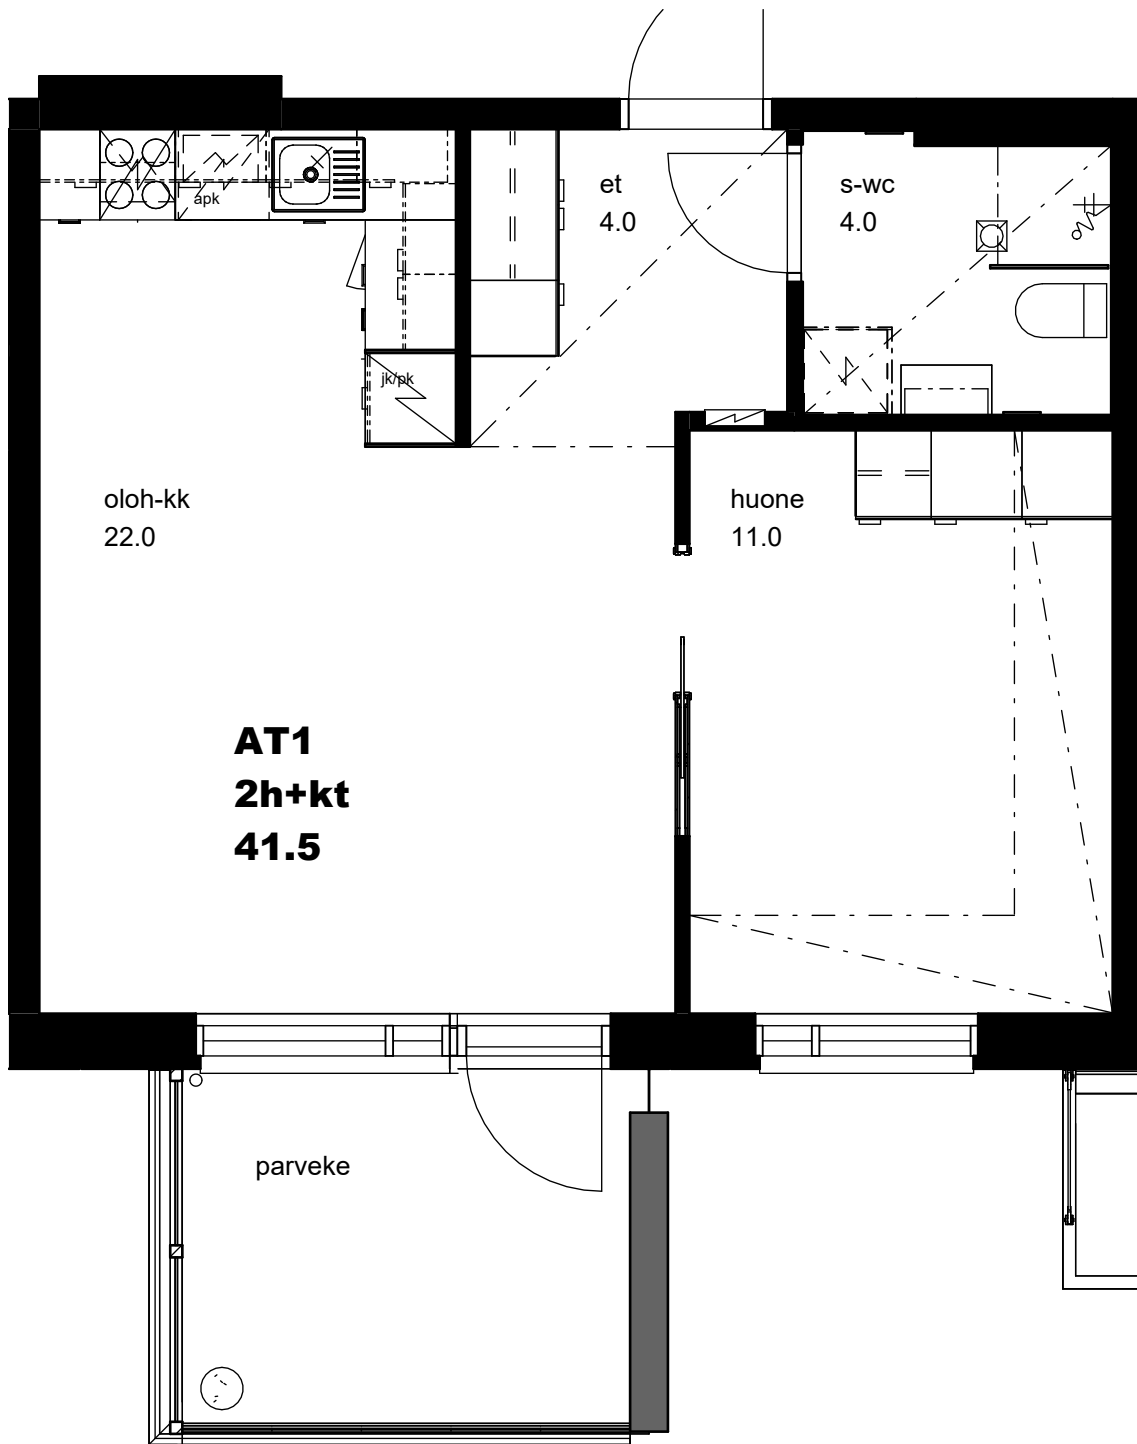 apk
et
4.0
s-wc
4.0
jk/pk
oloh-kk
22.0
huone
11.0
AT1
2h+kt
41.5
parveke